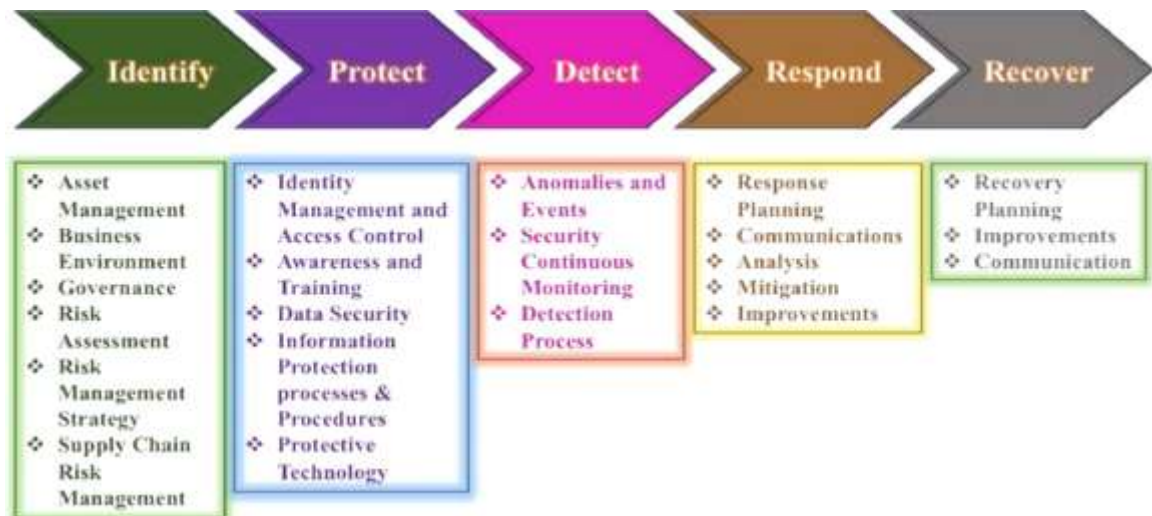 Identify
Protect
Detect
Respond
Recover
❖ Asset
Management
❖ Business
Environment
❖ Governance
❖ Risk
Assessment
❖ Risk
Management
Strategy
❖ Supply Chain
Risk
Management
❖ Identity
Management and
Access Control
❖ Awareness and
Training
❖ Data Security
❖ Information
Protection
processes &
Procedures
❖ Protective
Technology
❖ Anomalies and
Events
❖ Security
Continuous
Monitoring
❖ Detection
Process
❖ Response
Planning
❖ Communications
❖ Analysis
❖ Mitigation
❖ Improvements
❖ Recovery
Planning
❖ Improvements
❖ Communication